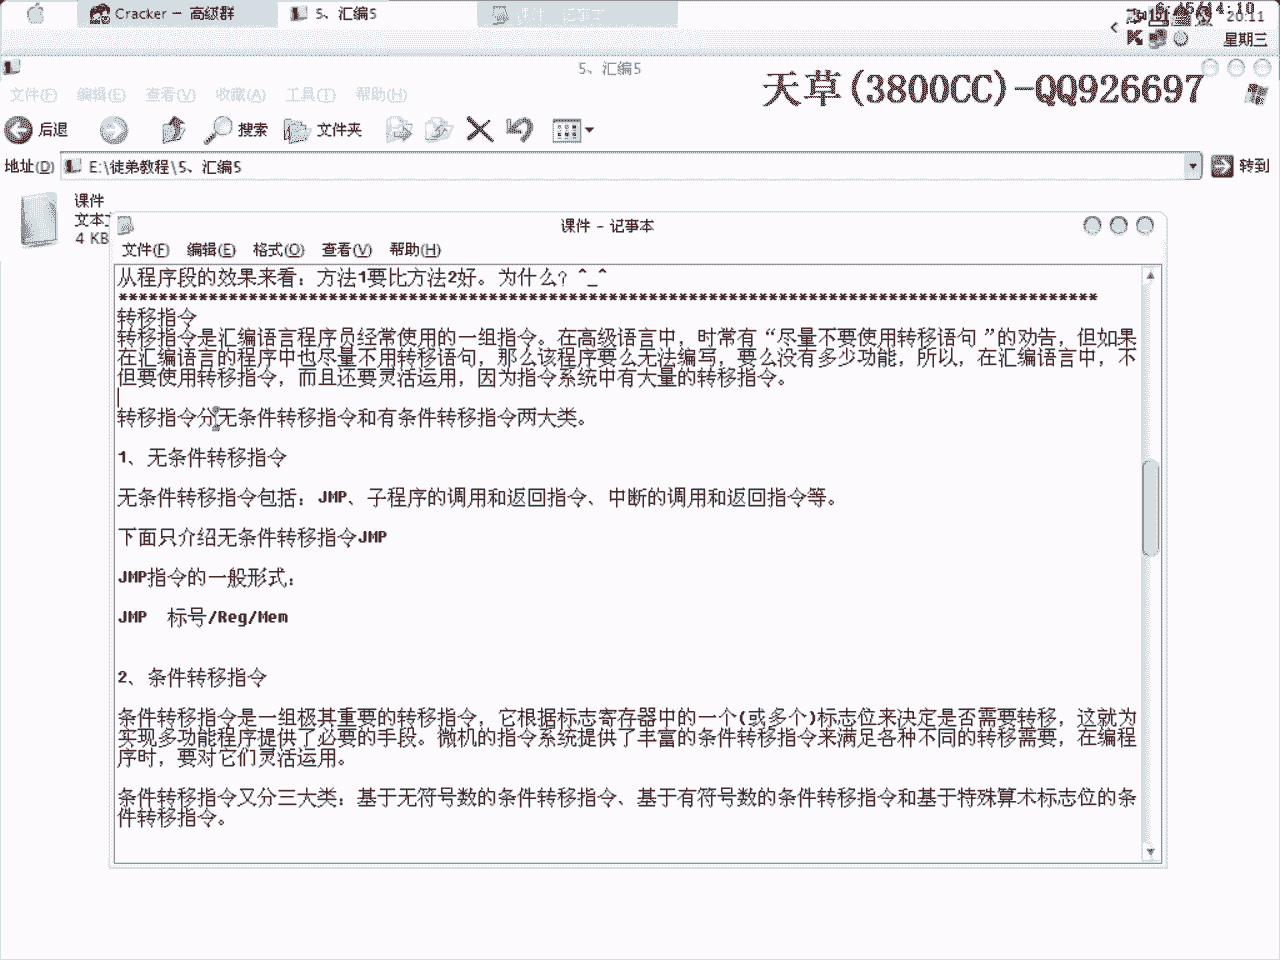 Cracker - 高级群
5、汇编5
课件 - 记事本
6:45/14:10
20:11
星期三
5、汇编5
天草(3800CC)-QQ926697
文件(F) 编辑(E) 查看(V) 收藏(A) 工具(T) 帮助(H)
后退 搜索 文件夹
地址(D) E:\徒弟教程\5、汇编5 转到
课件
文本
4 KB
课件 - 记事本
文件(F) 编辑(E) 格式(O) 查看(V) 帮助(H)
从程序段的效果来看：方法1要比方法2好。为什么？^_^
**************************************************************************************************
转移指令
转移指令是汇编语言程序员经常使用的一组指令。在高级语言中，时常有“尽量不要使用转移语句 ”的劝告，但如果
在汇编语言的程序中也尽量不用转移语句，那么该程序要么无法编写，要么没有多少功能，所以，在汇编语言中，不
但要使用转移指令，而且还要灵活运用，因为指令系统中有大量的转移指令。
转移指令分无条件转移指令和有条件转移指令两大类。
1、无条件转移指令
无条件转移指令包括：JMP、子程序的调用和返回指令、中断的调用和返回指令等。
下面只介绍无条件转移指令JMP
JMP指令的一般形式：
JMP 标号/Reg/Mem
2、条件转移指令
条件转移指令是一组极其重要的转移指令，它根据标志寄存器中的一个(或多个)标志位来决定是否需要转移，这就为
实现多功能程序提供了必要的手段。微机的指令系统提供了丰富的条件转移指令来满足各种不同的转移需要，在编程
序时，要对它们灵活运用。
条件转移指令又分三大类：基于无符号数的条件转移指令、基于有符号数的条件转移指令和基于特殊算术标志位的条
件转移指令。